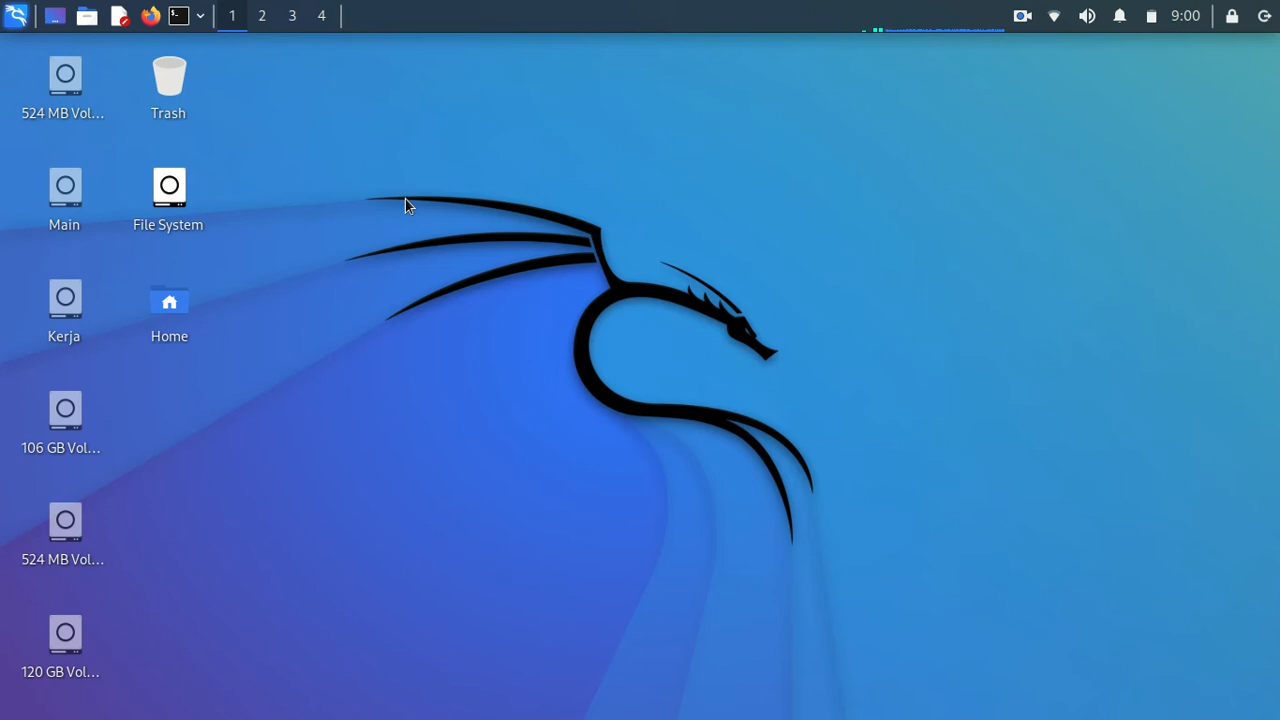 1 2 3 4 9:00
524 MB Vol... Trash
Main File System
Kerja Home
106 GB Vol...
524 MB Vol...
120 GB Vol...